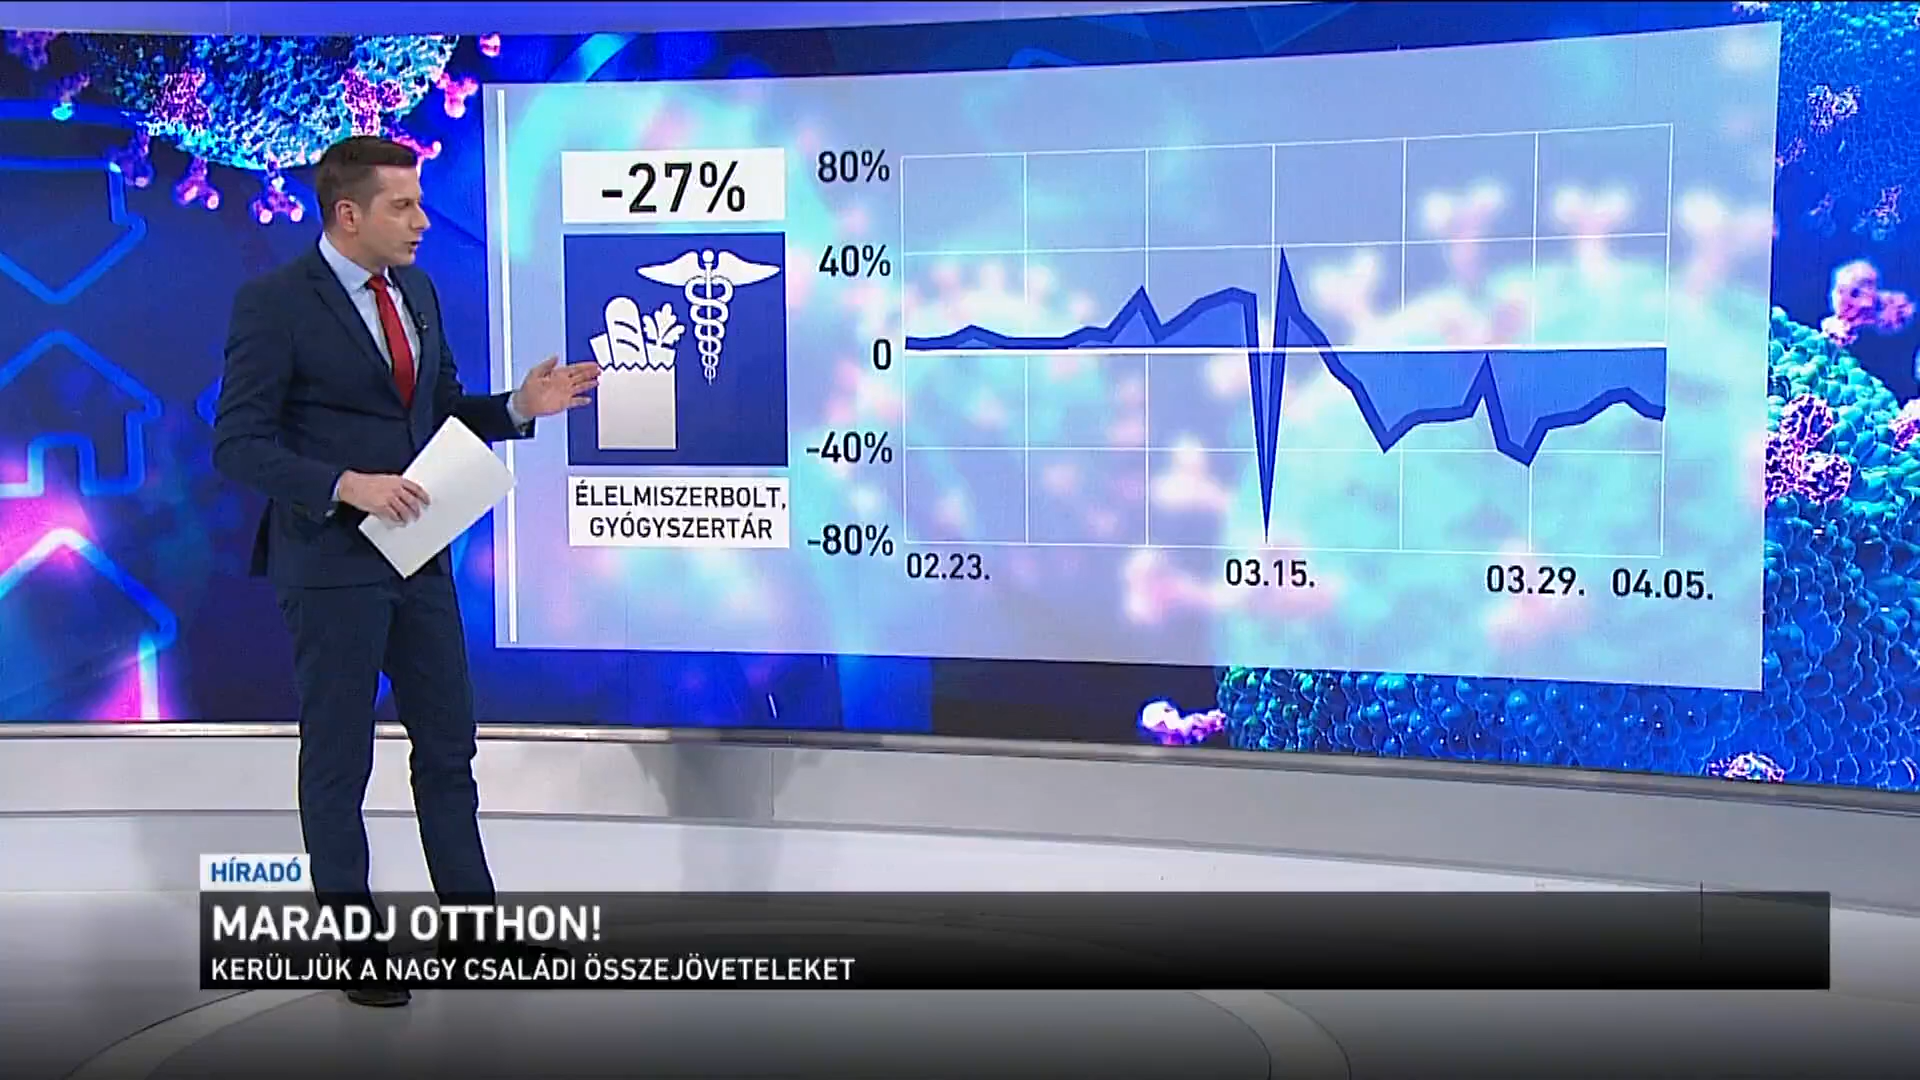 -27%
ÉLELMISZERBOLT,
GYÓGYSZERTÁR
80%
40%
0
-40%
-80%
02.23.
03.15.
03.29.
04.05.
HÍRADÓ
MARADJ OTTHON!
KERÜLJÜK A NAGY CSALÁDI ÖSSZEJÖVETELEKET